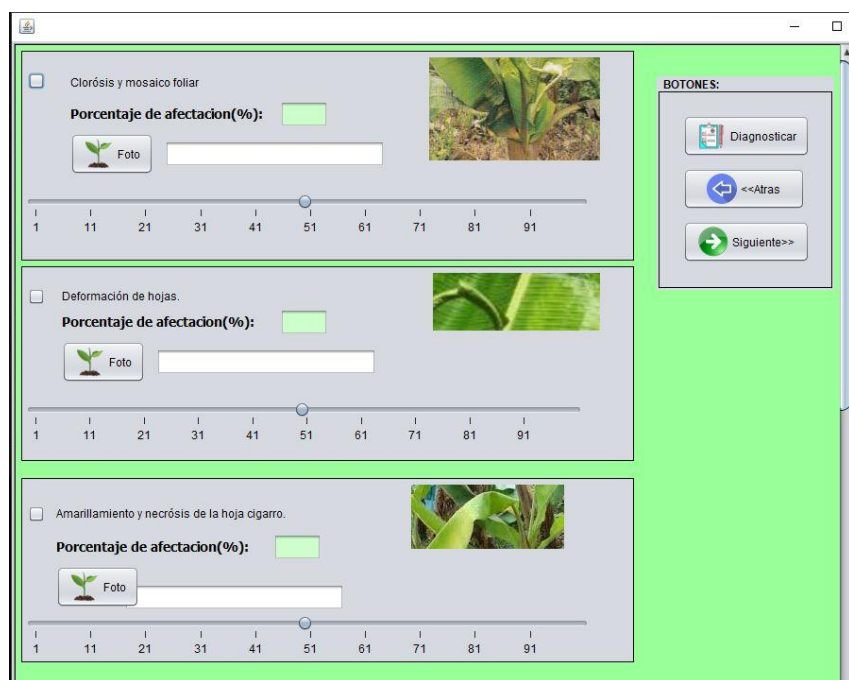 Clorósis y mosaico foliar
Porcentaje de afectacion(%):
Foto
1 11 21 31 41 51 61 71 81 91
Deformación de hojas.
Porcentaje de afectacion(%):
Foto
1 11 21 31 41 51 61 71 81 91
Amarillamiento y necrósis de la hoja cigarro.
Porcentaje de afectacion(%):
Foto
1 11 21 31 41 51 61 71 81 91
BOTONES:
Diagnosticar
<<Atras
Siguiente>>